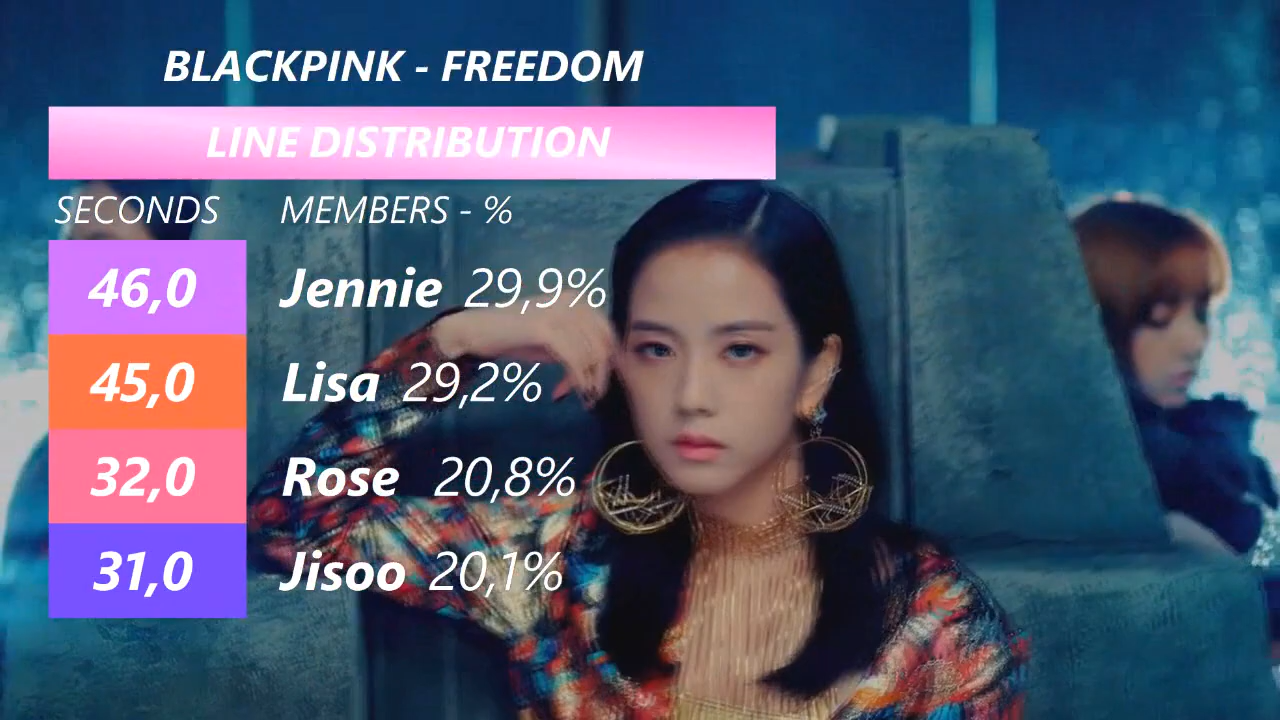 BLACKPINK - FREEDOM
LINE DISTRIBUTION
SECONDS MEMBERS - %
46,0 Jennie 29,9%
45,0 Lisa 29,2%
32,0 Rose 20,8%
31,0 Jisoo 20,1%